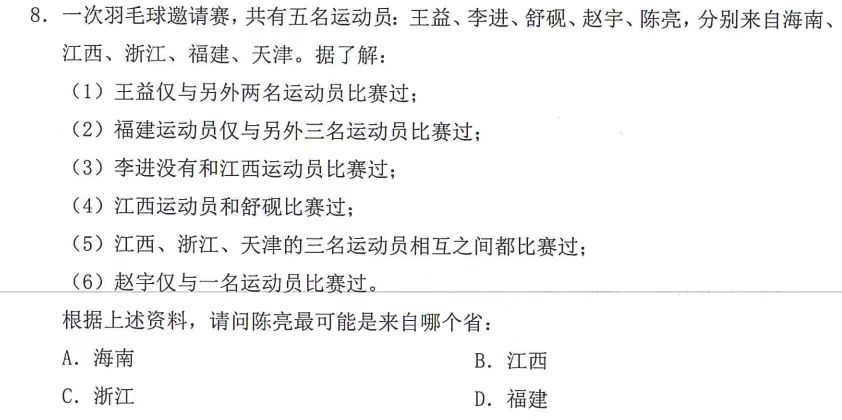 8. 一次羽毛球邀请赛，共有五名运动员：王益、李进、舒砚、赵宇、陈亮，分别来自海南、
江西、浙江、福建、天津。据了解：
（1）王益仅与另外两名运动员比赛过；
（2）福建运动员仅与另外三名运动员比赛过；
（3）李进没有和江西运动员比赛过；
（4）江西运动员和舒砚比赛过；
（5）江西、浙江、天津的三名运动员相互之间都比赛过；
（6）赵宇仅与一名运动员比赛过。
根据上述资料，请问陈亮最可能是来自哪个省：
A. 海南 B. 江西
C. 浙江 D. 福建